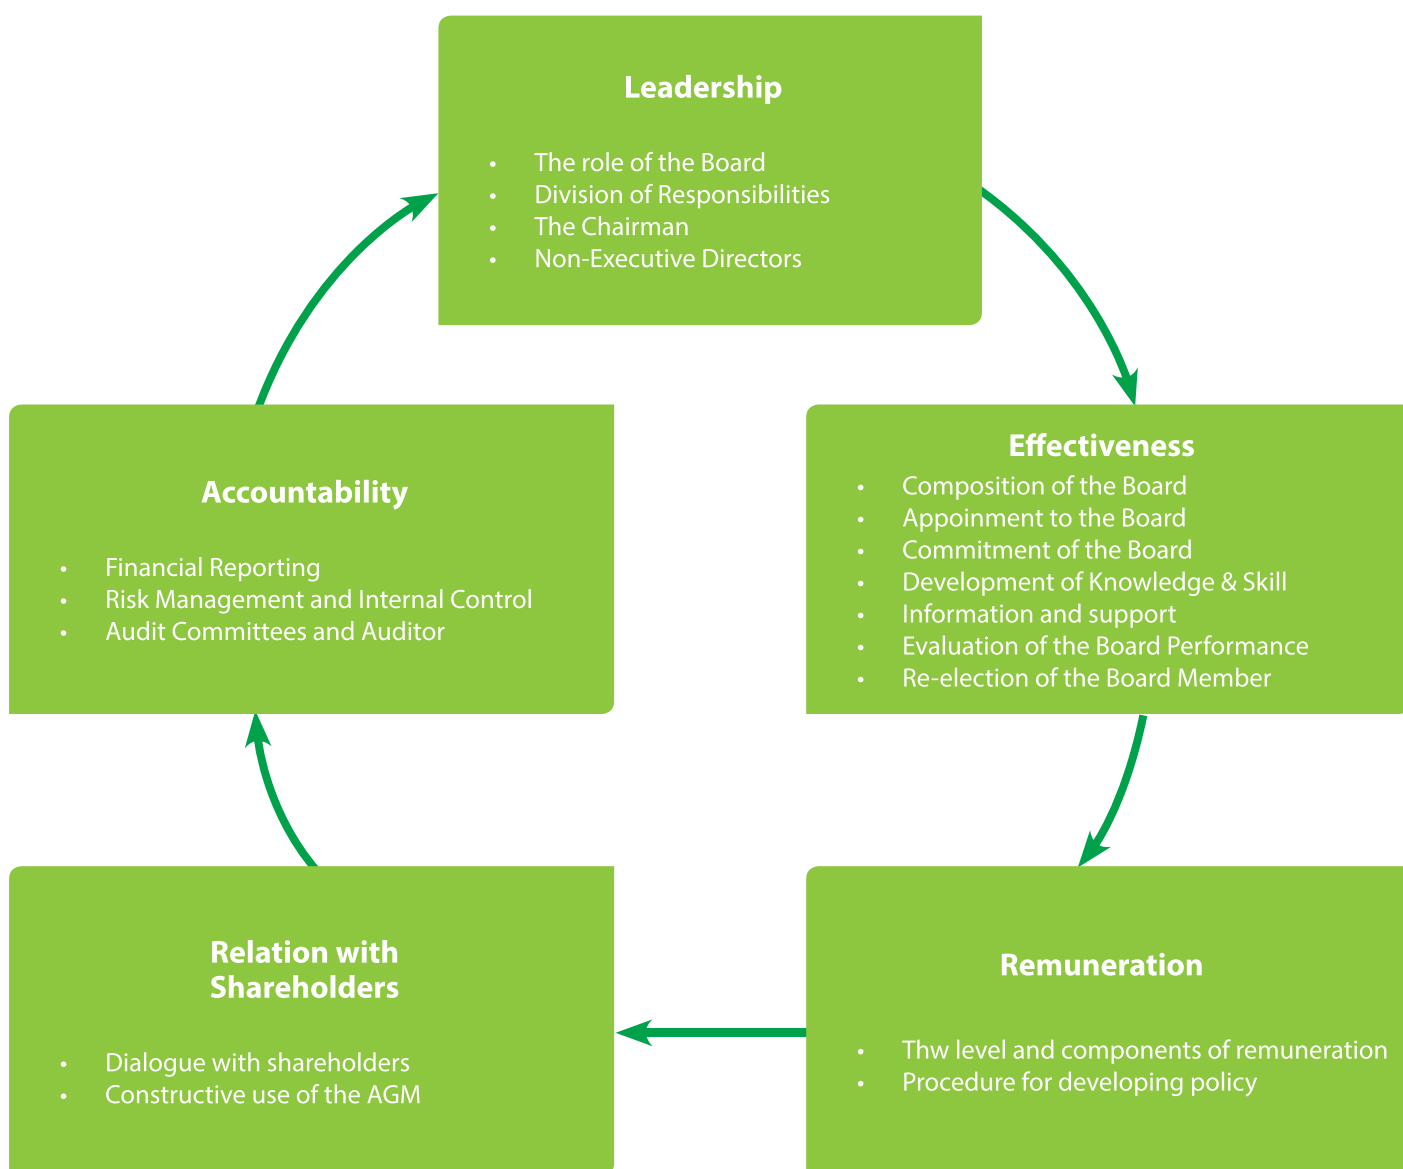 Leadership
• The role of the Board
• Division of Responsibilities
• The Chairman
• Non-Executive Directors
Effectiveness
• Composition of the Board
• Appoinment to the Board
• Commitment of the Board
• Development of Knowledge & Skill
• Information and support
• Evaluation of the Board Performance
• Re-election of the Board Member
Remuneration
• Thw level and components of remuneration
• Procedure for developing policy
Relation with
Shareholders
• Dialogue with shareholders
• Constructive use of the AGM
Accountability
• Financial Reporting
• Risk Management and Internal Control
• Audit Committees and Auditor